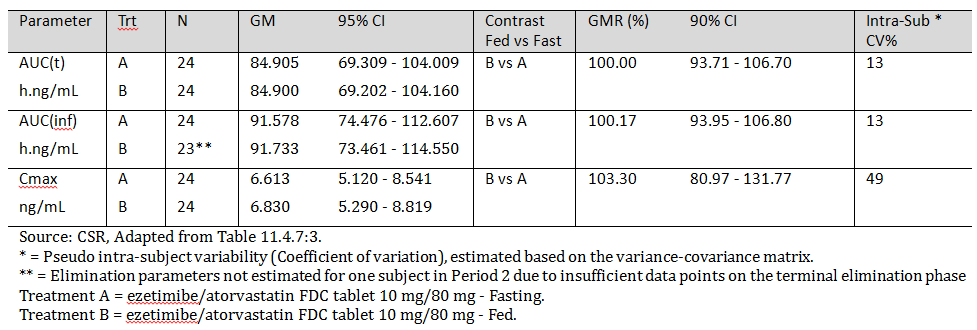 Parameter Trt N GM 95% CI Contrast GMR (%) 90% CI Intra-Sub *
Fed vs Fast CV%
AUC(t) A 24 84.905 69.309 - 104.009 B vs A 100.00 93.71 - 106.70 13
h.ng/mL B 24 84.900 69.202 - 104.160
AUC(inf) A 24 91.578 74.476 - 112.607 B vs A 100.17 93.95 - 106.80 13
h.ng/mL B 23** 91.733 73.461 - 114.550
Cmax A 24 6.613 5.120 - 8.541 B vs A 103.30 80.97 - 131.77 49
ng/mL B 24 6.830 5.290 - 8.819
Source: CSR, Adapted from Table 11.4.7:3.
* = Pseudo intra-subject variability (Coefficient of variation), estimated based on the variance-covariance matrix.
** = Elimination parameters not estimated for one subject in Period 2 due to insufficient data points on the terminal elimination phase
Treatment A = ezetimibe/atorvastatin FDC tablet 10 mg/80 mg - Fasting.
Treatment B = ezetimibe/atorvastatin FDC tablet 10 mg/80 mg - Fed.